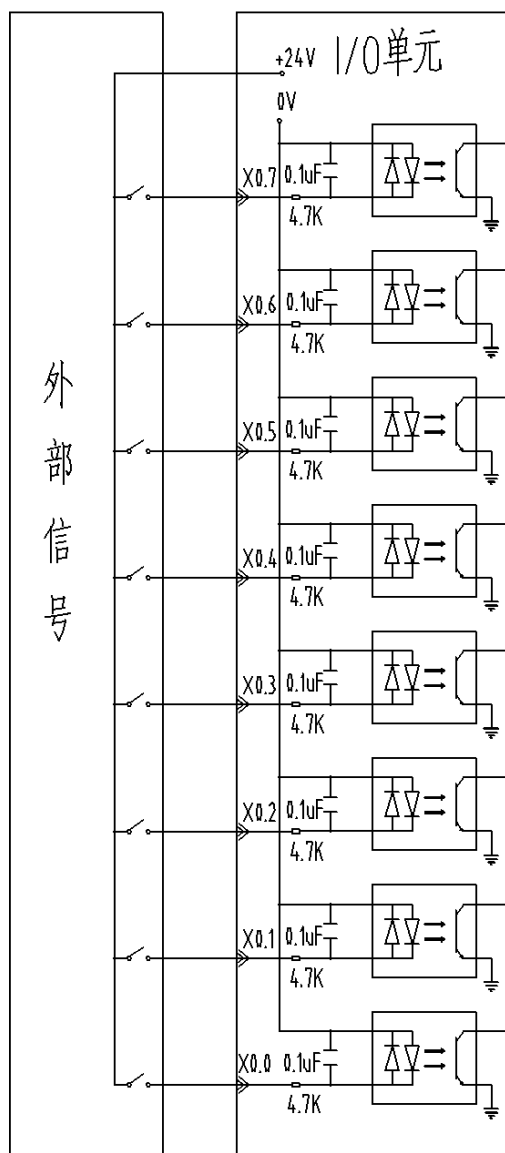 I/O单元
+24V
0V
X0.7
0.1uF
4.7K
X0.6
0.1uF
4.7K
X0.5
0.1uF
4.7K
X0.4
0.1uF
4.7K
X0.3
0.1uF
4.7K
X0.2
0.1uF
4.7K
X0.1
0.1uF
4.7K
X0.0
0.1uF
4.7K
外部信号